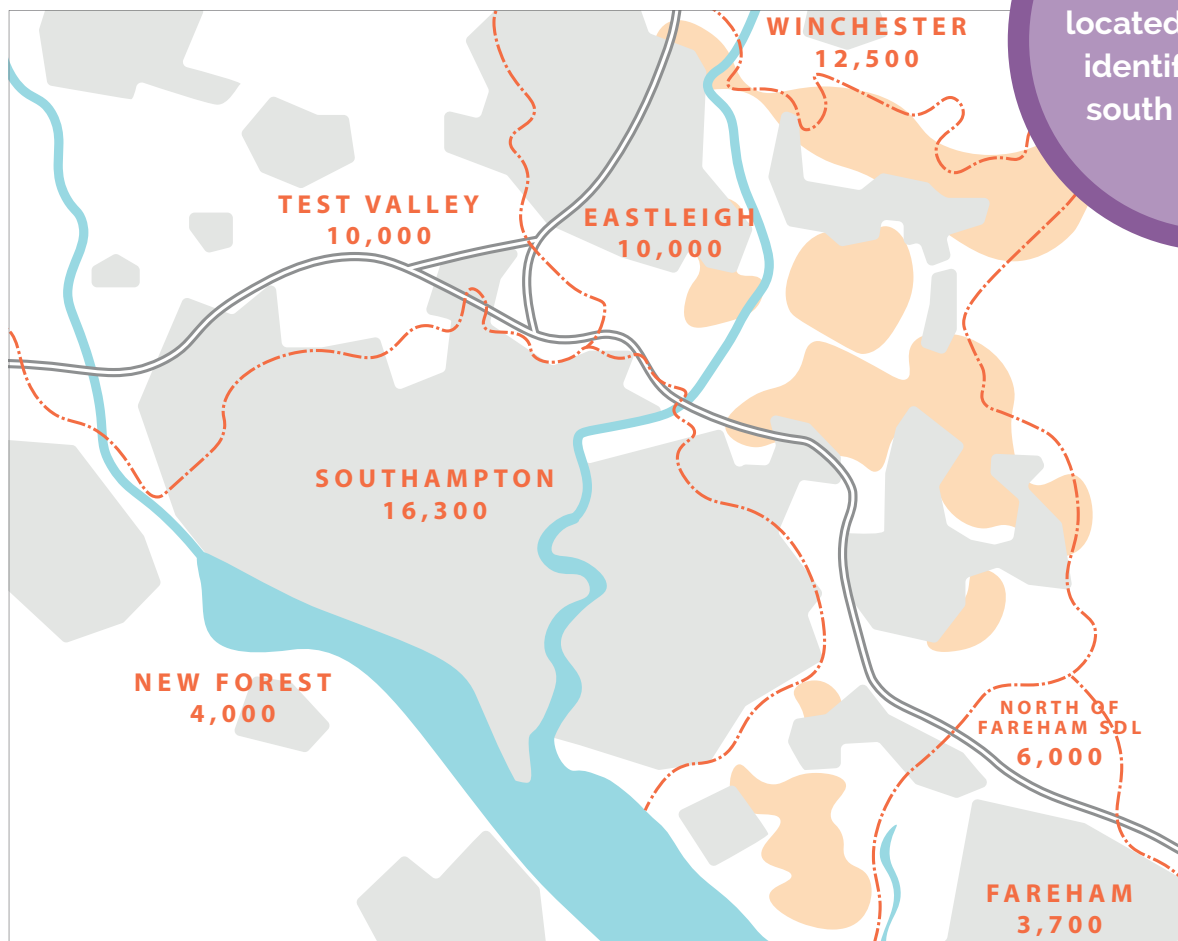 located
identif
south
WINCHESTER
12,500
TEST VALLEY
10,000
EASTLEIGH
10,000
SOUTHAMPTON
16,300
NEW FOREST
4,000
NORTH OF
FAREHAM SDL
6,000
FAREHAM
3,700